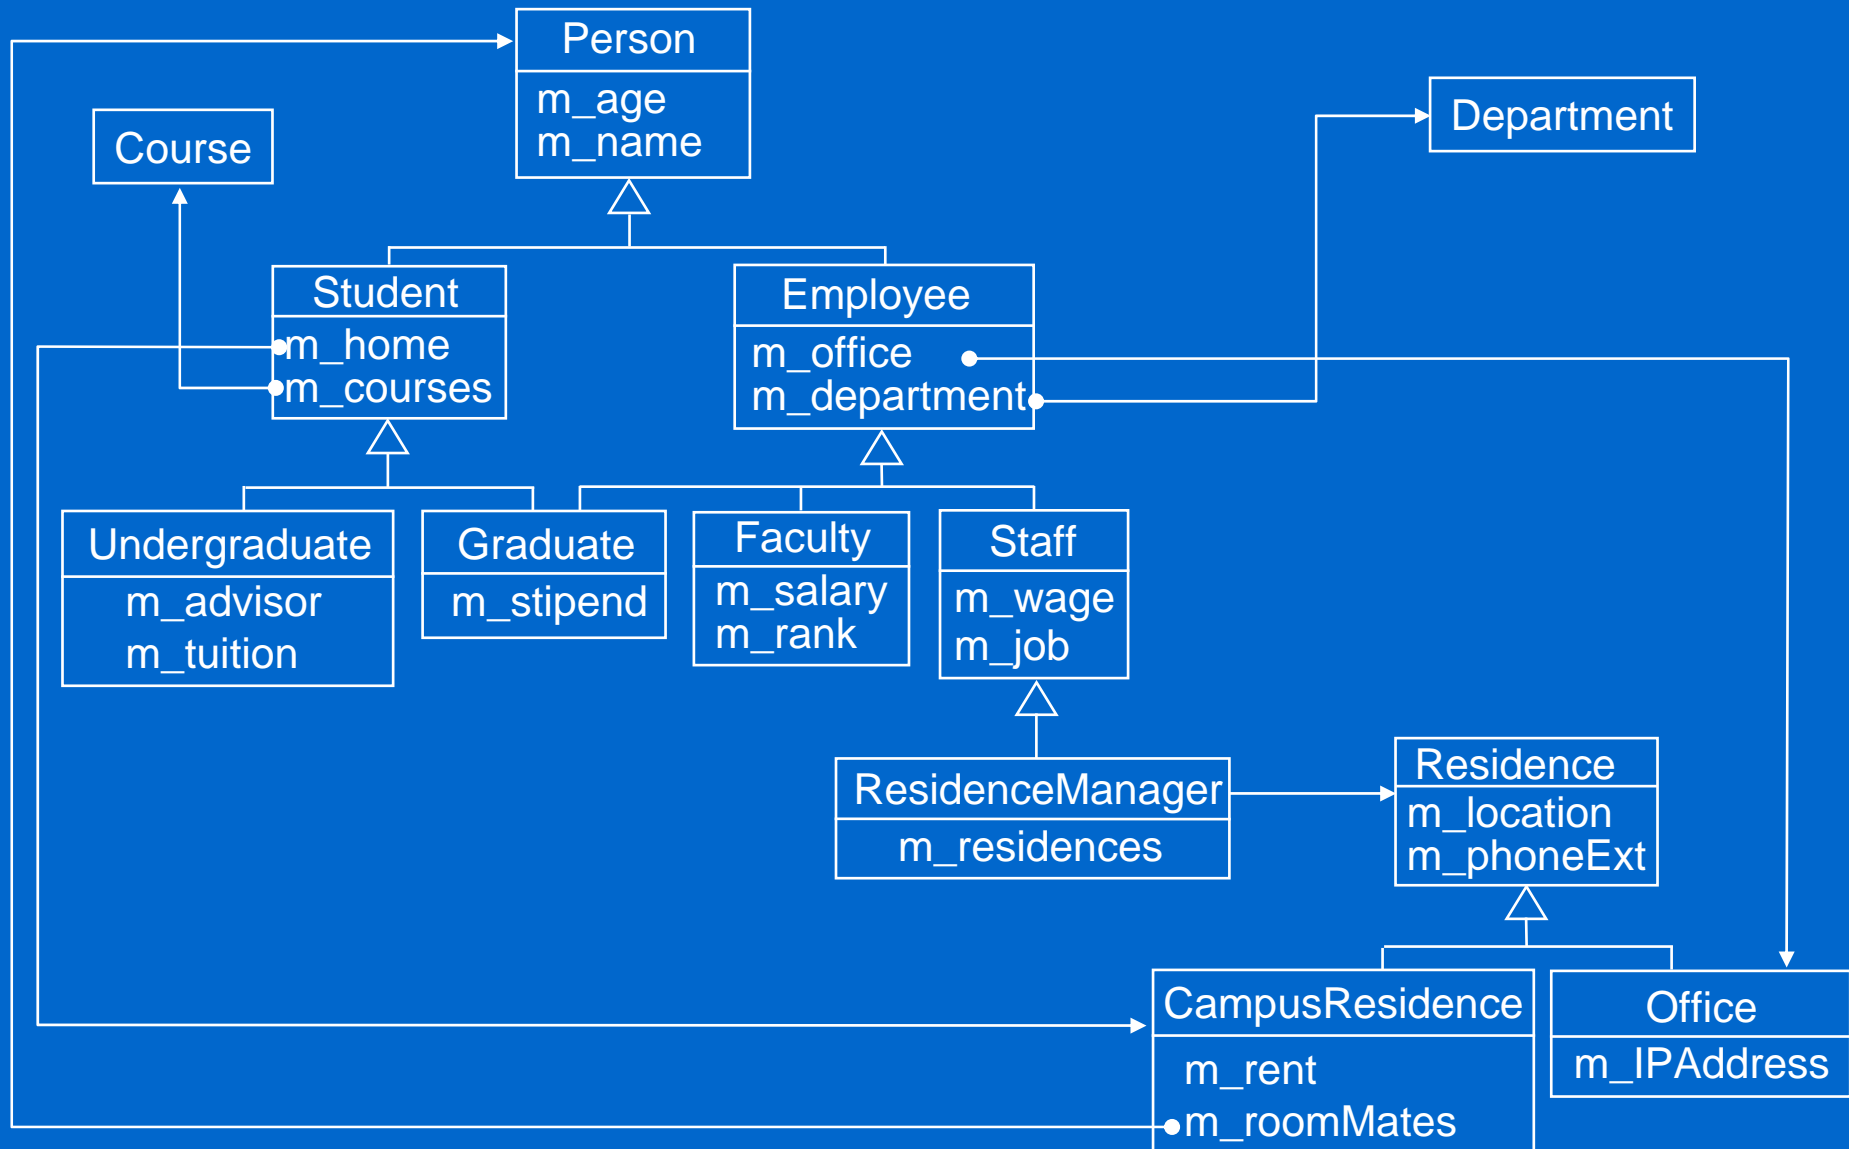 Person
m_age
m_name
Course
Department
Student
m_home
m_courses
Employee
m_office
m_department
Undergraduate
m_advisor
m_tuition
Graduate
m_stipend
Faculty
m_salary
m_rank
Staff
m_wage
m_job
ResidenceManager
m_residences
Residence
m_location
m_phoneExt
CampusResidence
m_rent
m_roomMates
Office
m_IPAddress